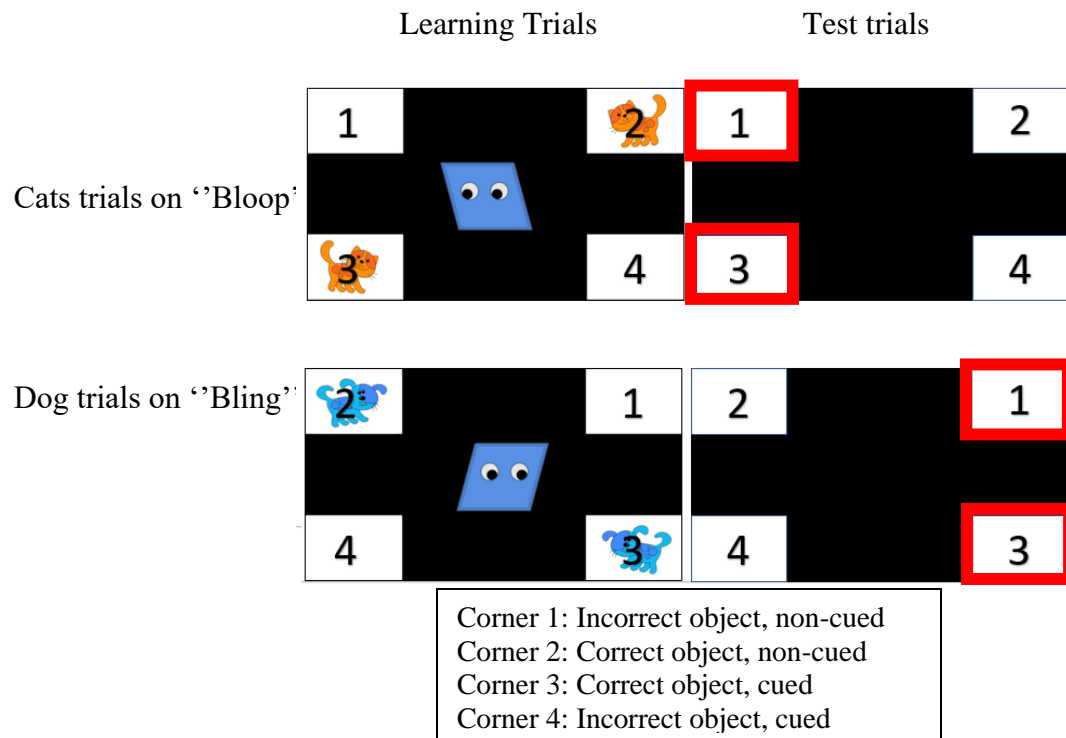 Learning Trials Test trials
1 2 1 2
Cats trials on ‘’Bloop’
3 4 3 4
Dog trials on ‘’Bling’’
2 1 2 1
4 3 4 3
Corner 1: Incorrect object, non-cued
Corner 2: Correct object, non-cued
Corner 3: Correct object, cued
Corner 4: Incorrect object, cued